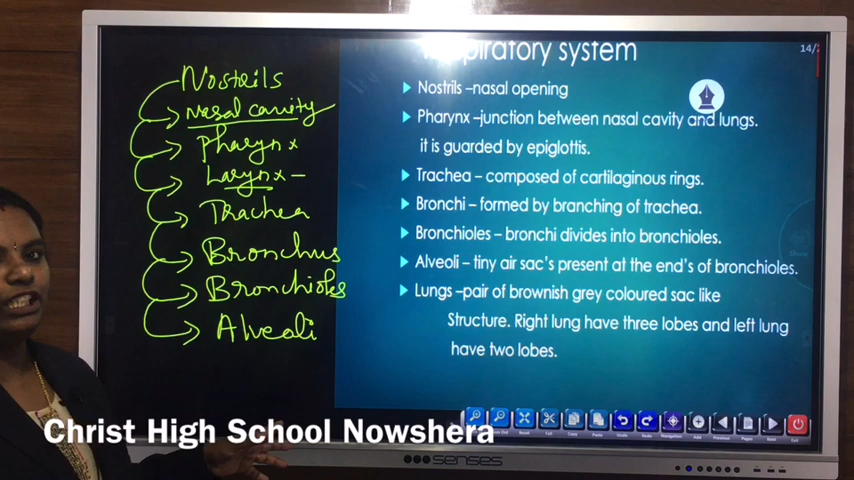 Nostrils
Nasal cavity
Pharynx
Larynx –
Trachea
Bronchus
Bronchioles
Alveoli
piratory system
14/
Nostrils –nasal opening
Pharynx –junction between nasal cavity and lungs.
it is guarded by epiglottis.
Trachea – composed of cartilaginous rings.
Bronchi – formed by branching of trachea.
Bronchioles – bronchi divides into bronchioles.
Alveoli – tiny air sac's present at the end's of bronchioles.
Lungs –pair of brownish grey coloured sac like
Structure. Right lung have three lobes and left lung
have two lobes.
Christ High School Nowshera
senses